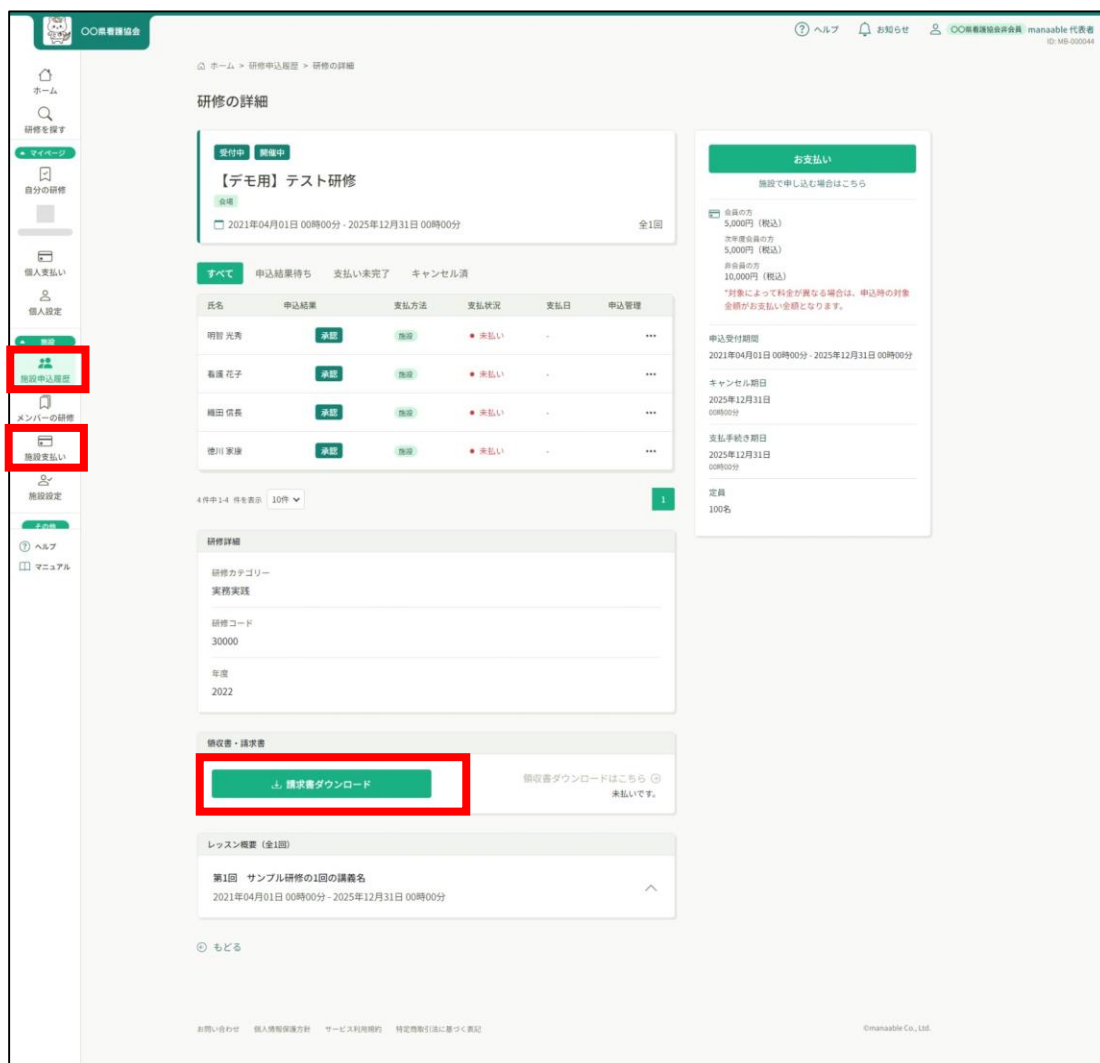 〇〇県看護協会
ヘルプ お知らせ 〇〇県看護協会非会員 manaable 代表者
ID: MB-000044
ホーム
研修を探す
マイページ
自分の研修
個人支払い
個人設定
施設
施設申込履歴
メンバーの研修
施設支払い
施設設定
その他
ヘルプ
マニュアル
ホーム > 研修申込履歴 > 研修の詳細
研修の詳細
受付中 開催中
【デモ用】テスト研修
会場
2021年04月01日 00時00分 - 2025年12月31日 00時00分 全1回
すべて 申込結果待ち 支払い未完了 キャンセル済
氏名 申込結果 支払方法 支払状況 支払日 申込管理
明智 光秀 承認 施設 未払い - •••
看護 花子 承認 施設 未払い - •••
織田 信長 承認 施設 未払い - •••
徳川 家康 承認 施設 未払い - •••
4 件中 1-4 件を表示 10件 1
研修詳細
研修カテゴリー
実務実践
研修コード
30000
年度
2022
領収書・請求書
請求書ダウンロード
領収書ダウンロードはこちら
未払いです。
レッスン概要（全1回）
第1回 サンプル研修の1回の講義名
2021年04月01日 00時00分 - 2025年12月31日 00時00分
もどる
お支払い
施設で申し込む場合はこちら
会員の方
5,000円（税込）
次年度会員の方
5,000円（税込）
非会員の方
10,000円（税込）
*対象によって料金が異なる場合は、申込時の対象
金額がお支払い金額となります。
申込受付期間
2021年04月01日 00時00分 - 2025年12月31日 00時00分
キャンセル期日
2025年12月31日
00時00分
支払手続き期日
2025年12月31日
00時00分
定員
100名
お問い合わせ 個人情報保護方針 サービス利用規約 特定商取引法に基づく表記
©manaable Co., Ltd.